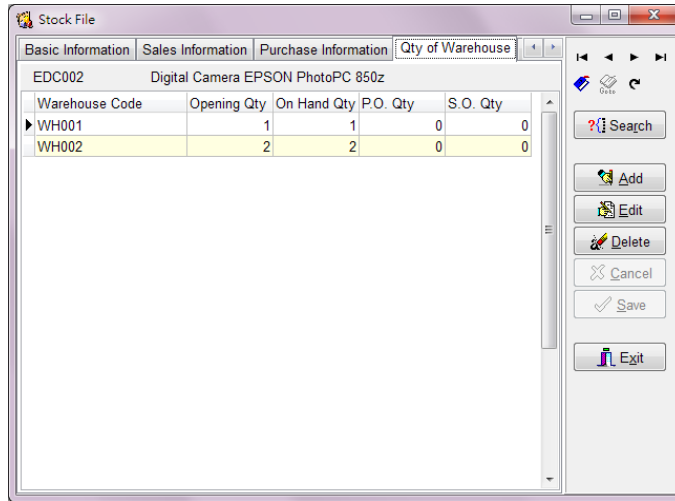 Stock File
Basic Information Sales Information Purchase Information Qty of Warehouse
EDC002 Digital Camera EPSON PhotoPC 850z
Warehouse Code Opening Qty On Hand Qty P.O. Qty S.O. Qty
WH001 1 1 0 0
WH002 2 2 0 0
Search
Add
Edit
Delete
Cancel
Save
Exit